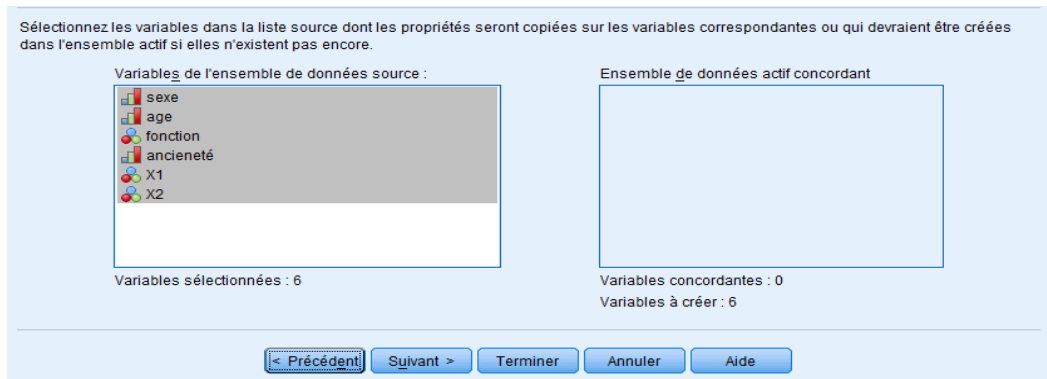 Sélectionnez les variables dans la liste source dont les propriétés seront copiées sur les variables correspondantes ou qui devraient être créées
dans l'ensemble actif si elles n'existent pas encore.
Variables de l'ensemble de données source :
Ensemble de données actif concordant
sexe
age
fonction
ancieneté
X1
X2
Variables sélectionnées : 6
Variables concordantes : 0
Variables à créer : 6
< Précédent
Suivant >
Terminer
Annuler
Aide